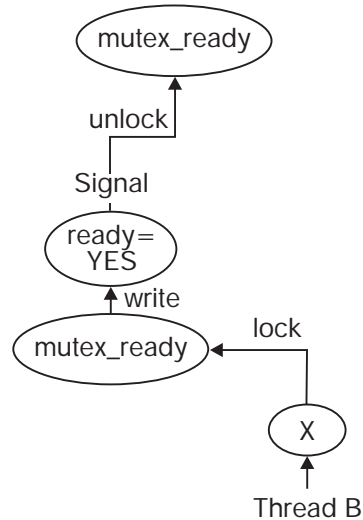 mutex_ready
unlock
Signal
ready=
YES
write
mutex_ready
lock
X
Thread B